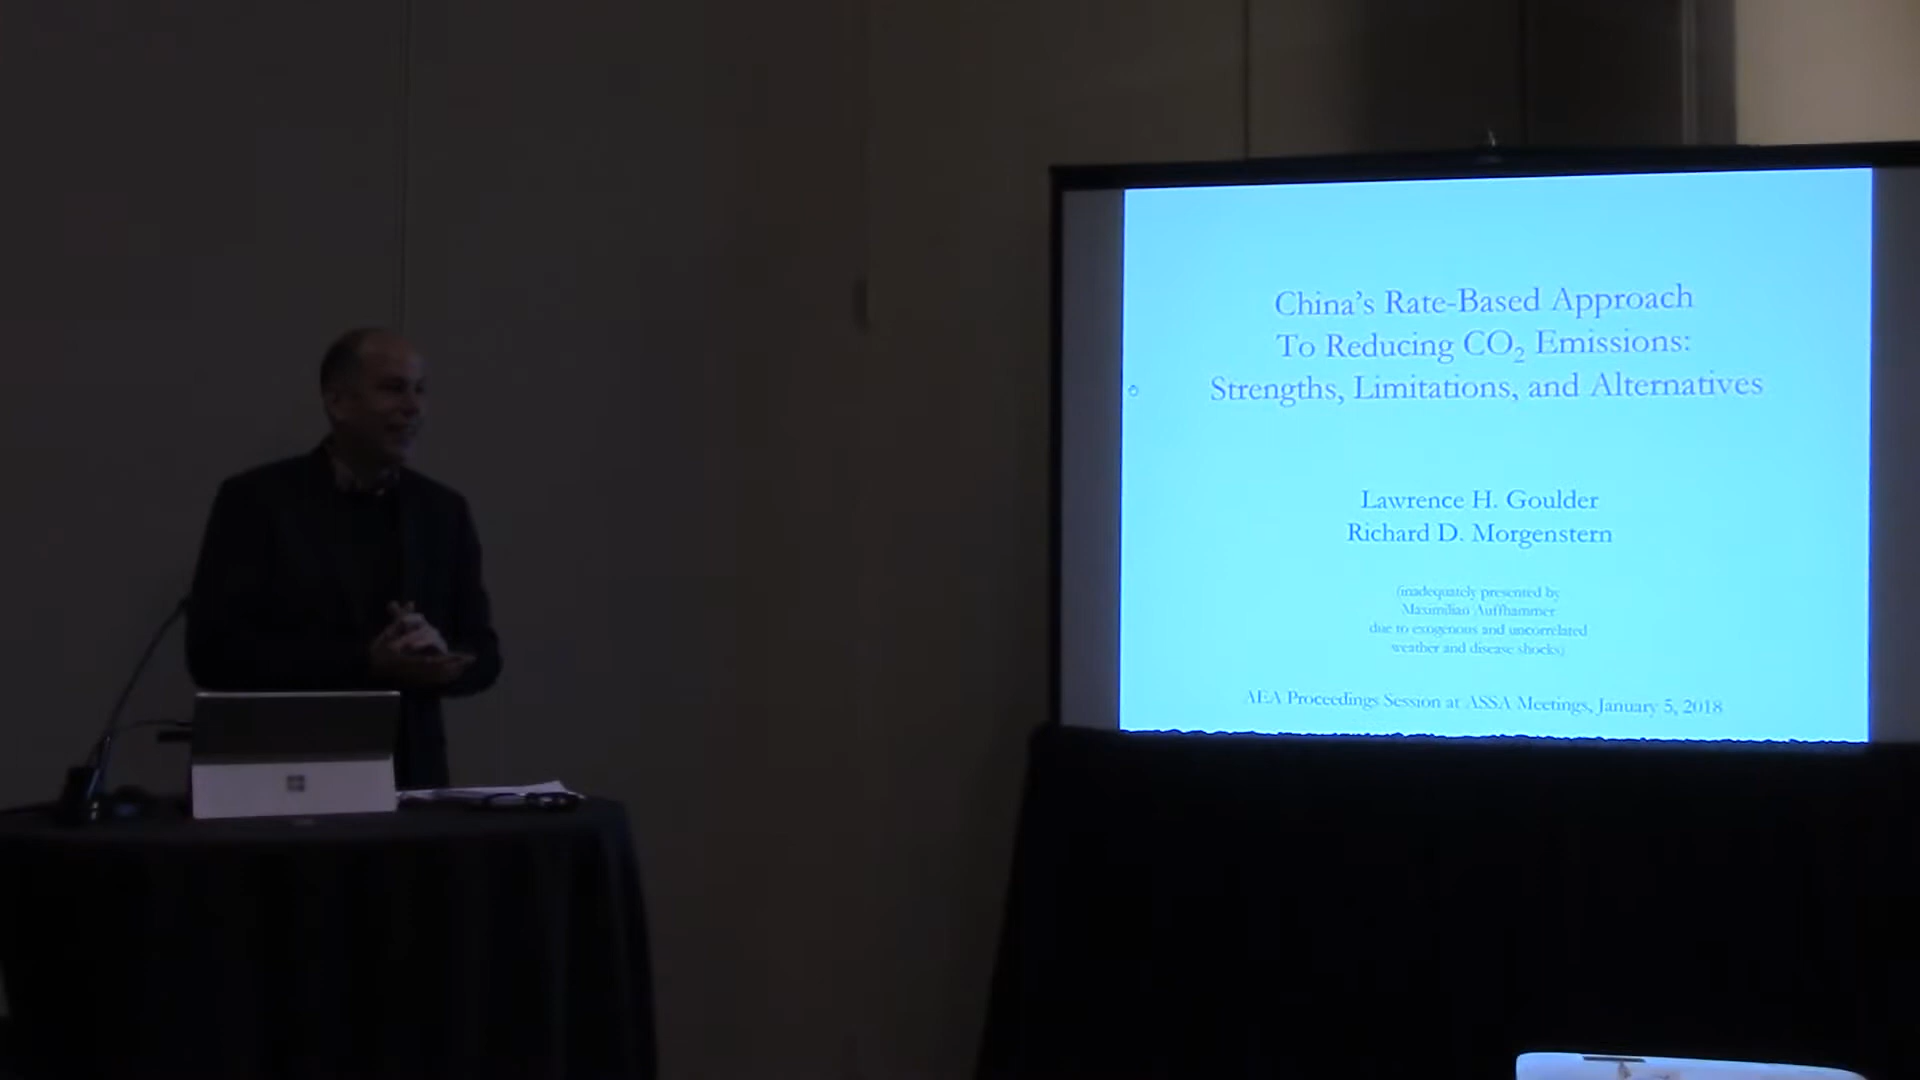 China's Rate-Based Approach
To Reducing CO₂ Emissions:
Strengths, Limitations, and Alternatives
Lawrence H. Goulder
Richard D. Morgenstern
(inadequately presented by
Maximilian Auffhammer
due to exogenous and uncorrelated
weather and disease shocks)
AEA Proceedings Session at ASSA Meetings, January 5, 2018